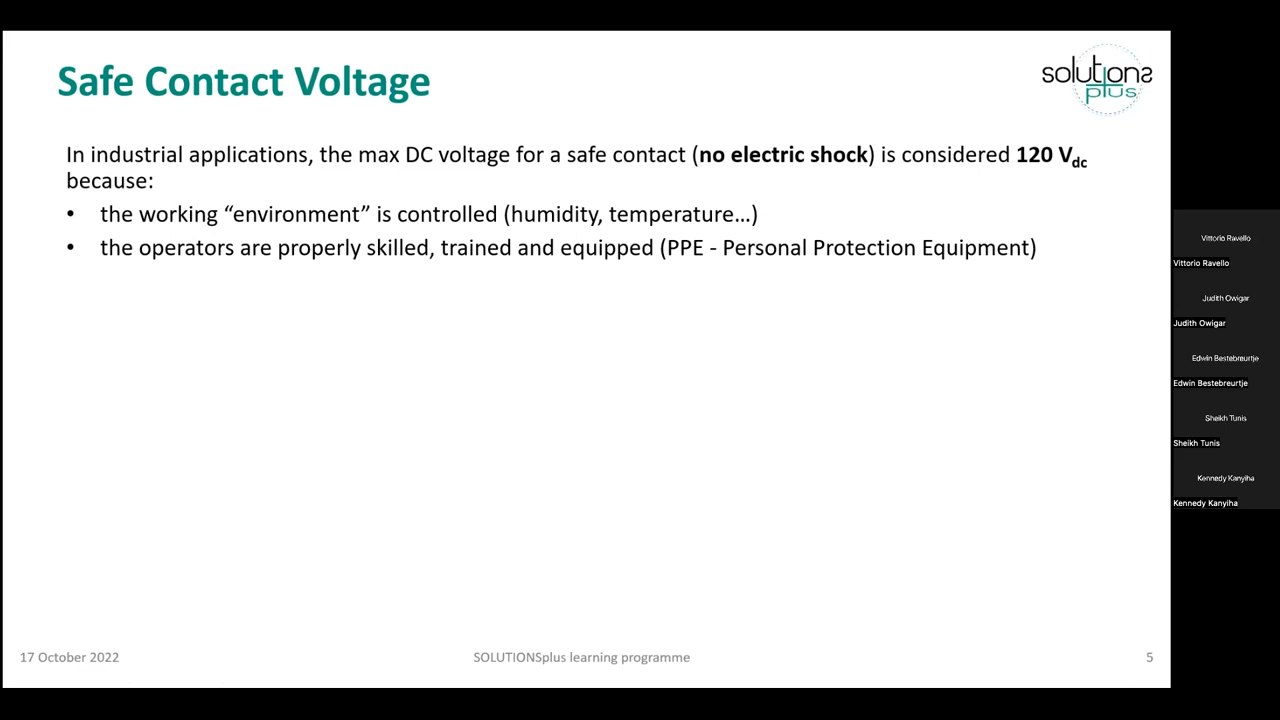 Safe Contact Voltage
solutions
plus
In industrial applications, the max DC voltage for a safe contact (no electric shock) is considered 120 Vdc
because:
• the working “environment” is controlled (humidity, temperature…)
• the operators are properly skilled, trained and equipped (PPE - Personal Protection Equipment)
Vittorio Ravello
Vittorio Ravello
Judith Owigar
Judith Owigar
Edwin Bestebreurtje
Edwin Bestebreurtje
Sheikh Tunis
Sheikh Tunis
Kennedy Kanyiha
Kennedy Kanyiha
17 October 2022
SOLUTIONSplus learning programme
5